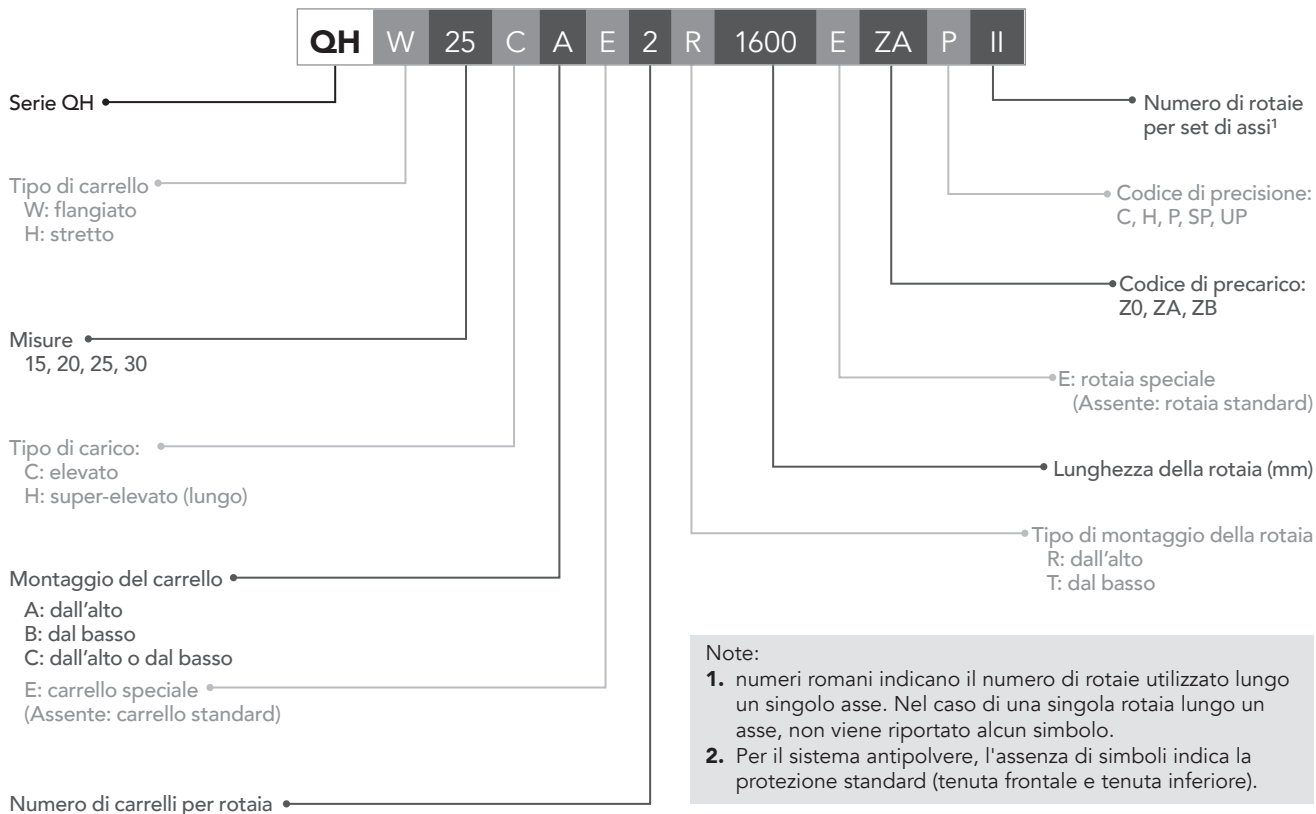 QH W 25 C A E 2 R 1600 E ZA P II
Serie QH
Tipo di carrello
W: flangiato
H: stretto
Misure
15, 20, 25, 30
Tipo di carico:
C: elevato
H: super-elevato (lungo)
Montaggio del carrello
A: dall'alto
B: dal basso
C: dall'alto o dal basso
E: carrello speciale
(Assente: carrello standard)
Numero di carrelli per rotaia
Numero di rotaie
per set di assi¹
Codice di precisione:
C, H, P, SP, UP
Codice di precarico:
Z0, ZA, ZB
E: rotaia speciale
(Assente: rotaia standard)
Lunghezza della rotaia (mm)
Tipo di montaggio della rotaia
R: dall'alto
T: dal basso
Note:
1. numeri romani indicano il numero di rotaie utilizzato lungo
un singolo asse. Nel caso di una singola rotaia lungo un
asse, non viene riportato alcun simbolo.
2. Per il sistema antipolvere, l'assenza di simboli indica la
protezione standard (tenuta frontale e tenuta inferiore).